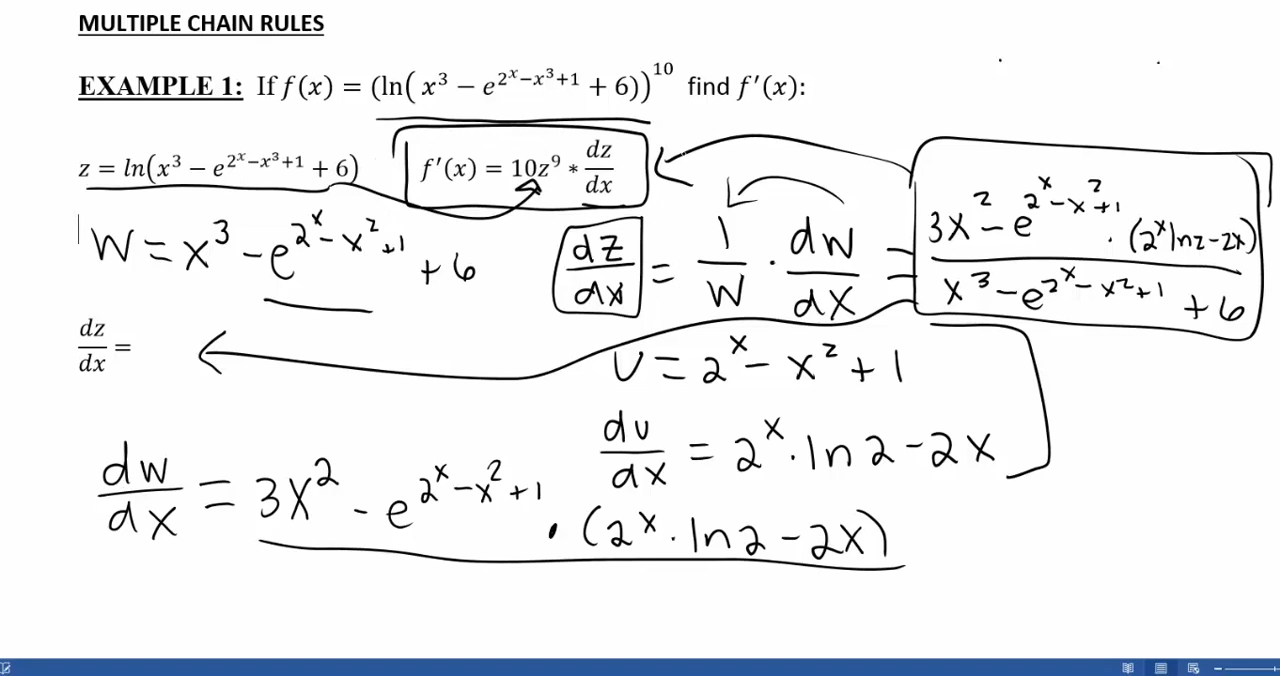 MULTIPLE CHAIN RULES
EXAMPLE 1: If f(x) = (ln( x³ − e^(2^x−x³+1) + 6))^10 find f′(x):
z = ln(x³ − e^(2^x−x³+1) + 6)
f′(x) = 10z⁹ ∗ dz/dx
W = x³ − e^(2^x−x²+1) + 6
dz/dx = 1/W · dW/dX = (3x² − e^(2^x−x²+1) · (2^x ln2−2x)) / (x³ − e^(2^x−x²+1) + 6)
dz/dx =
U = 2^x − x² + 1
du/dx = 2^x · ln2 − 2x
dw/dx = 3x² − e^(2^x−x²+1) · (2^x · ln2 − 2x)